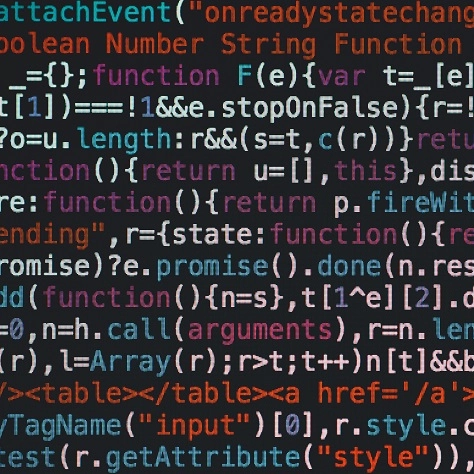 attachEvent("onreadystatechang
oolean Number String Function
_={};function F(e){var t=_[e]
t[1])===!1&&e.stopOnFalse){r=!
?o=u.length:r&&(s=t,c(r))}retu
nction(){return u=[],this},dis
re:function(){return p.fireWit
ending",r={state:function(){re
romise)?e.promise().done(n.res
dd(function(){n=s},t[1^e][2].d
=0,n=h.call(arguments),r=n.len
(r),l=Array(r);r>t;t++)n[t]&&b
/><table></table><a href='/a'>
yTagName("input")[0],r.style.c
test(r.getAttribute("style")),